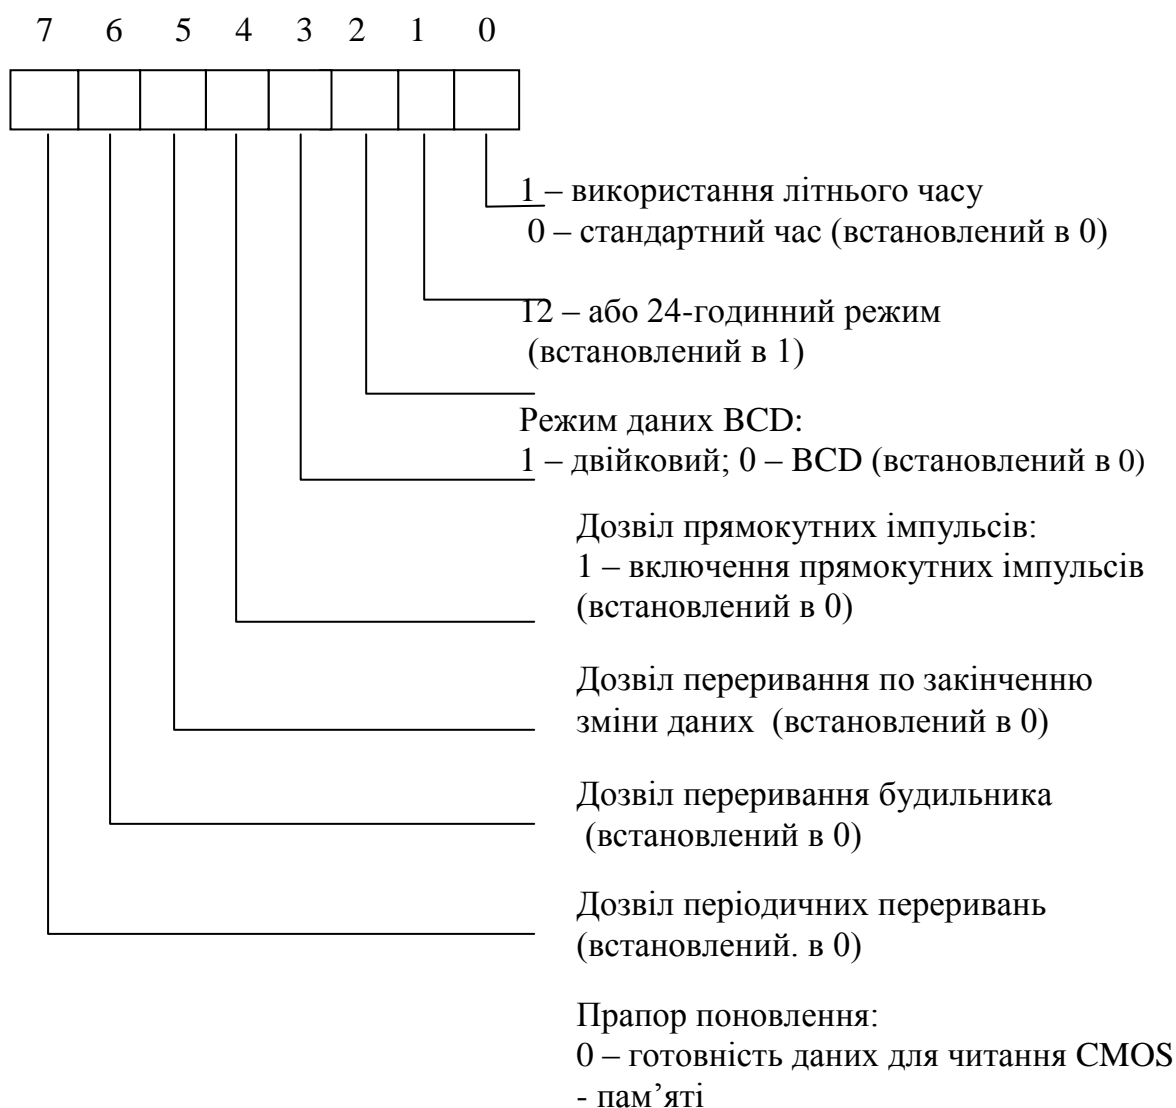 7 6 5 4 3 2 1 0
1 – використання літнього часу
0 – стандартний час (встановлений в 0)
12 – або 24-годинний режим
(встановлений в 1)
Режим даних BCD:
1 – двійковий; 0 – BCD (встановлений в 0)
Дозвіл прямокутних імпульсів:
1 – включення прямокутних імпульсів
(встановлений в 0)
Дозвіл переривання по закінченню
зміни даних (встановлений в 0)
Дозвіл переривання будильника
(встановлений в 0)
Дозвіл періодичних переривань
(встановлений. в 0)
Прапор поновлення:
0 – готовність даних для читання CMOS
- пам’яті